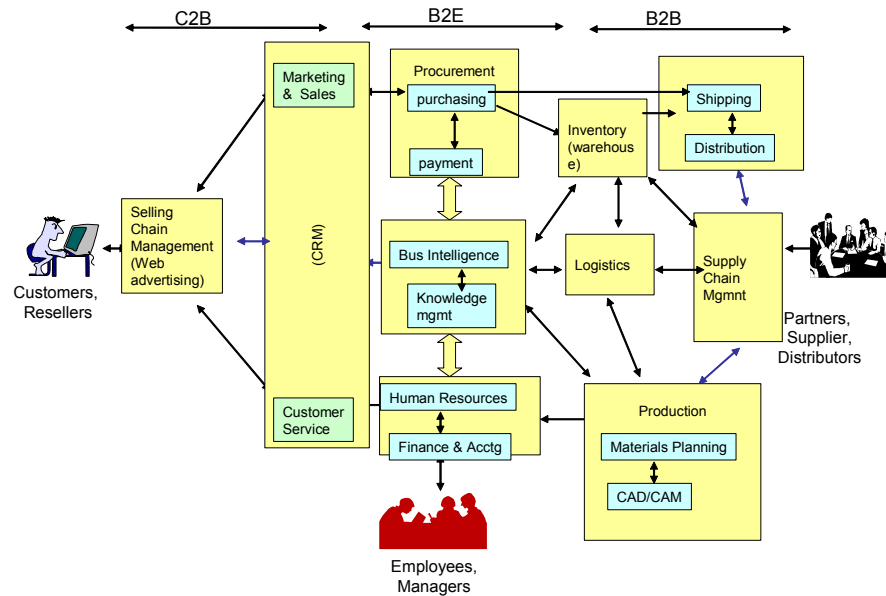 C2B
B2E
B2B
Marketing
& Sales
(CRM)
Customer
Service
Procurement
purchasing
payment
Inventory
(warehous
e)
Shipping
Distribution
Selling
Chain
Management
(Web
advertising)
Customers,
Resellers
Bus Intelligence
Knowledge
mgmt
Logistics
Supply
Chain
Mgmnt
Partners,
Supplier,
Distributors
Human Resources
Finance & Acctg
Production
Materials Planning
CAD/CAM
Employees,
Managers